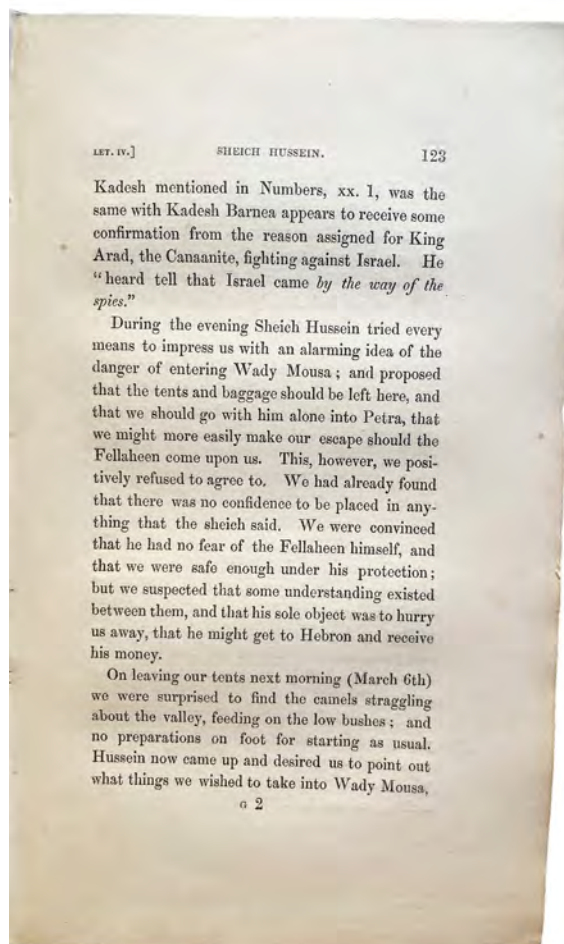 LET. IV.] SHEICH HUSSEIN. 123
Kadesh mentioned in Numbers, xx. 1, was the
same with Kadesh Barnea appears to receive some
confirmation from the reason assigned for King
Arad, the Canaanite, fighting against Israel. He
"heard tell that Israel came by the way of the
spies."
During the evening Sheich Hussein tried every
means to impress us with an alarming idea of the
danger of entering Wady Mousa; and proposed
that the tents and baggage should be left here, and
that we should go with him alone into Petra, that
we might more easily make our escape should the
Fellaheen come upon us. This, however, we posi-
tively refused to agree to. We had already found
that there was no confidence to be placed in any-
thing that the sheich said. We were convinced
that he had no fear of the Fellaheen himself, and
that we were safe enough under his protection;
but we suspected that some understanding existed
between them, and that his sole object was to hurry
us away, that he might get to Hebron and receive
his money.
On leaving our tents next morning (March 6th)
we were surprised to find the camels straggling
about the valley, feeding on the low bushes; and
no preparations on foot for starting as usual.
Hussein now came up and desired us to point out
what things we wished to take into Wady Mousa,
G 2